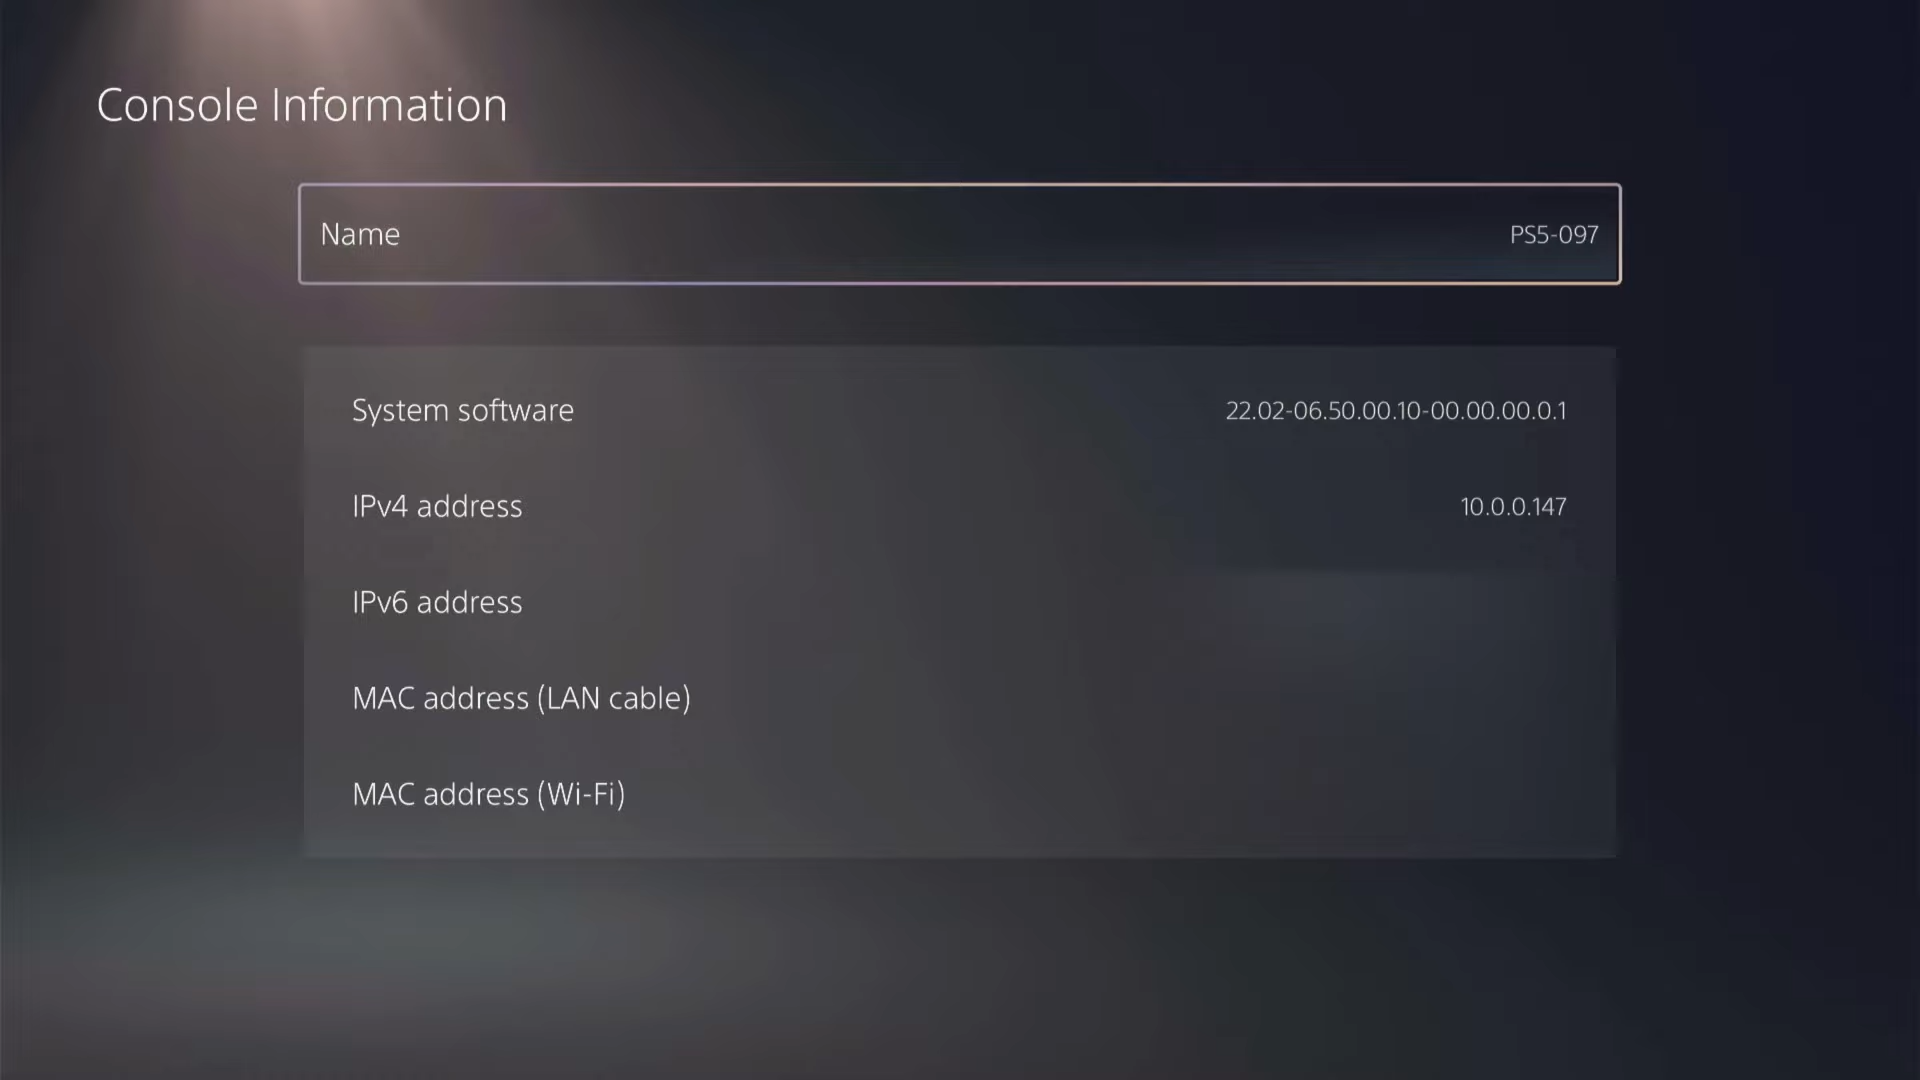 Console Information
Name PS5-097
System software 22.02-06.50.00.10-00.00.00.0.1
IPv4 address 10.0.0.147
IPv6 address
MAC address (LAN cable)
MAC address (Wi-Fi)